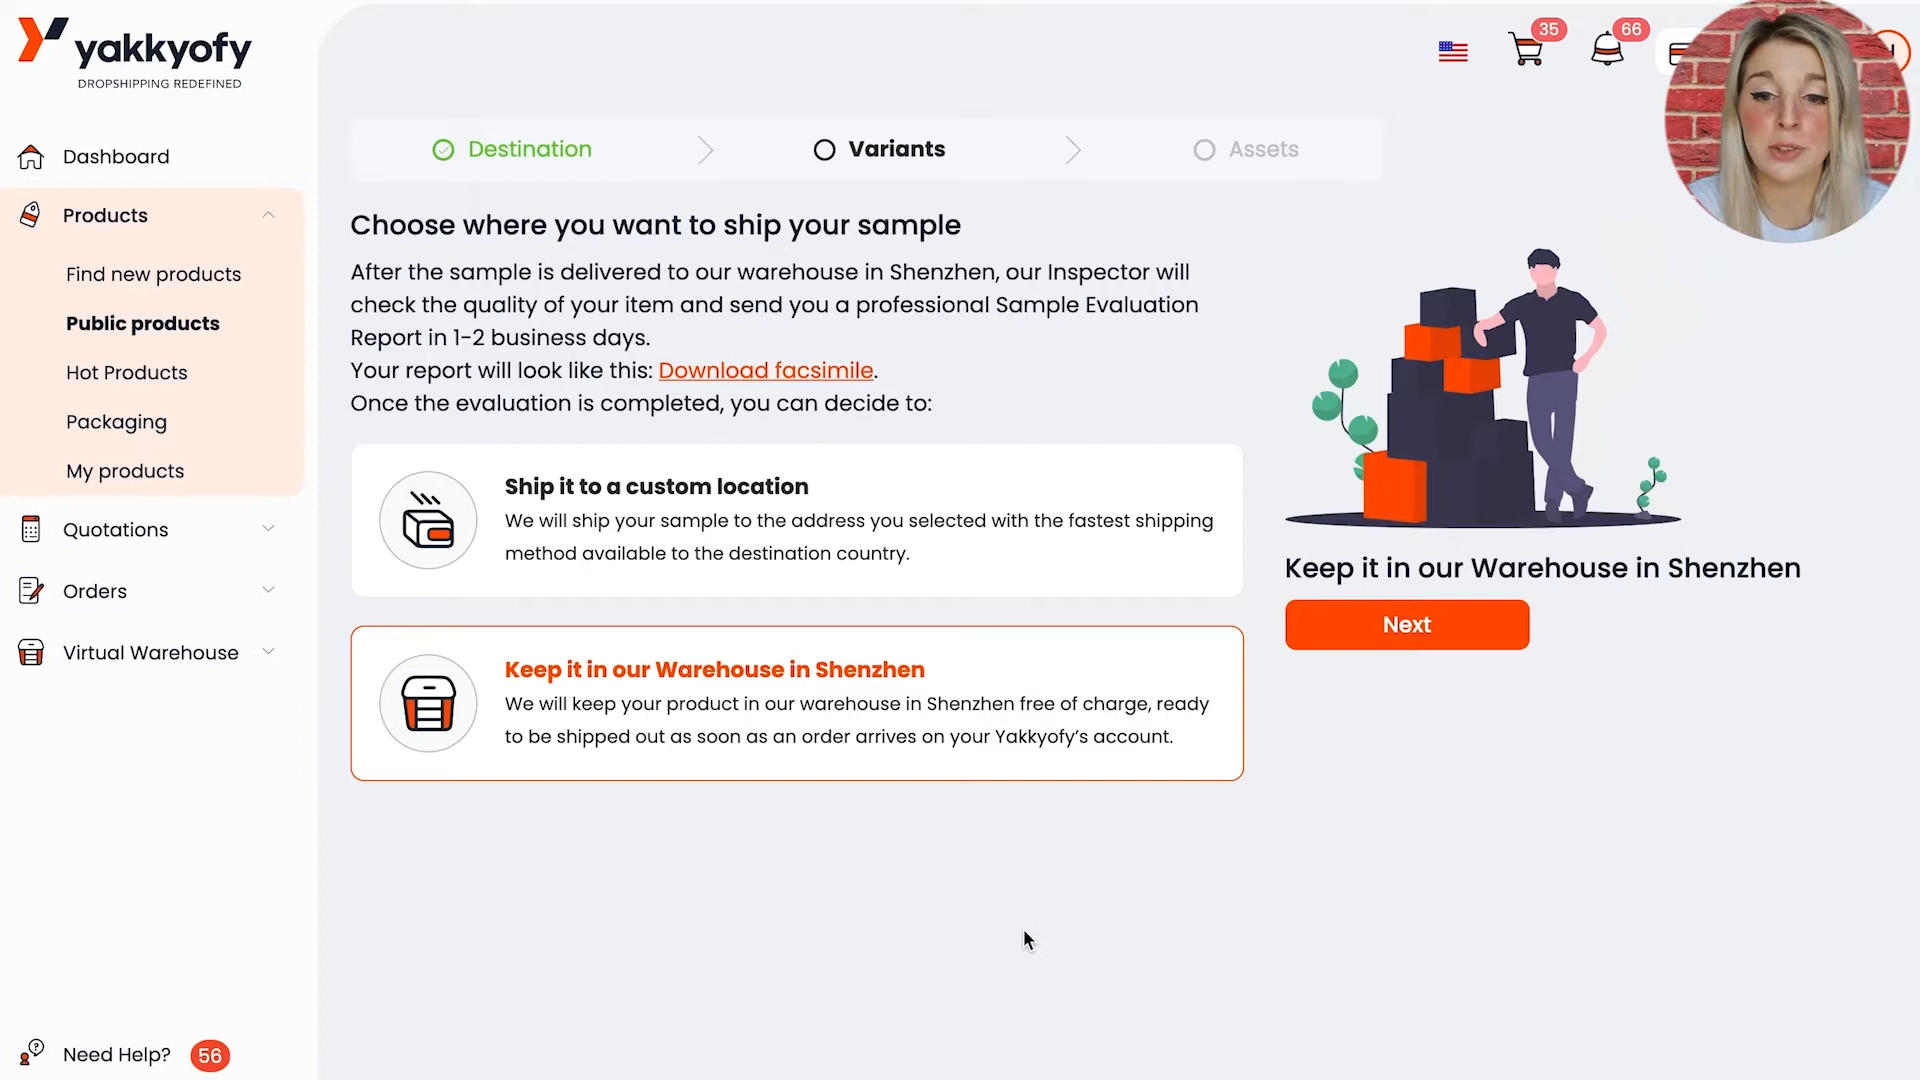 yakkyofy
DROPSHIPPING REDEFINED
35
66
Dashboard
Products
Find new products
Public products
Hot Products
Packaging
My products
Quotations
Orders
Virtual Warehouse
Need Help? 56
Destination
Variants
Assets
Choose where you want to ship your sample
After the sample is delivered to our warehouse in Shenzhen, our Inspector will
check the quality of your item and send you a professional Sample Evaluation
Report in 1-2 business days.
Your report will look like this: Download facsimile.
Once the evaluation is completed, you can decide to:
Ship it to a custom location
We will ship your sample to the address you selected with the fastest shipping
method available to the destination country.
Keep it in our Warehouse in Shenzhen
We will keep your product in our warehouse in Shenzhen free of charge, ready
to be shipped out as soon as an order arrives on your Yakkyofy's account.
Keep it in our Warehouse in Shenzhen
Next